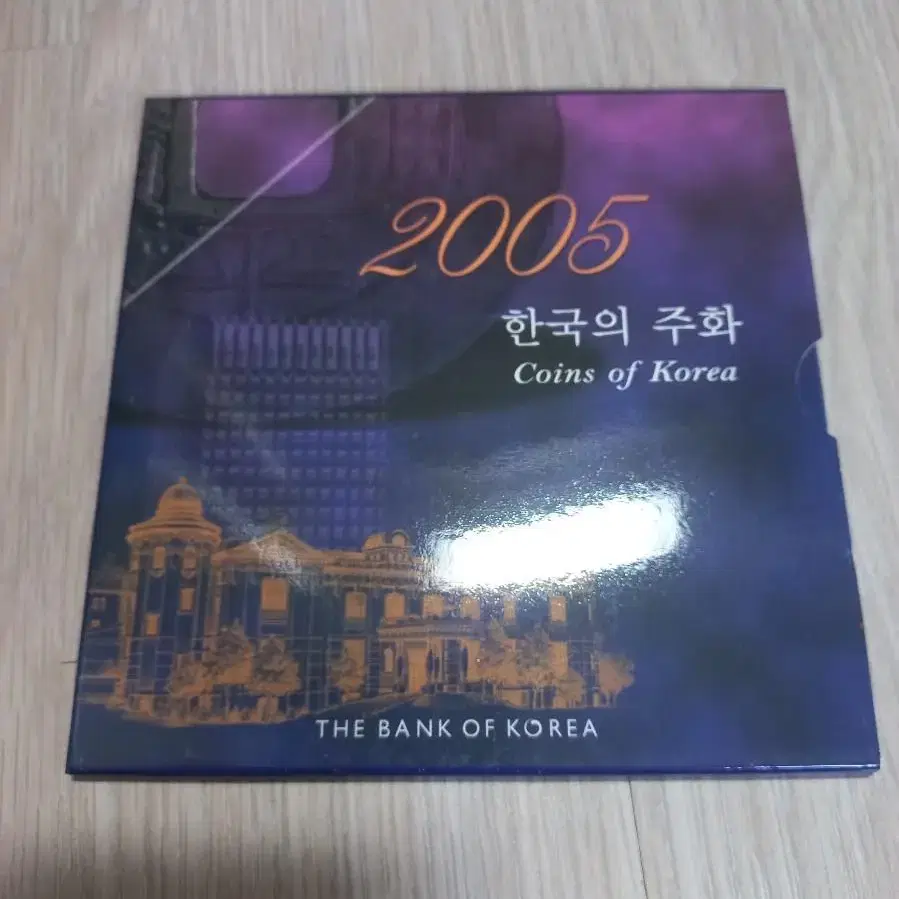 2005
한국의 주화
Coins of Korea
THE BANK OF KOREA